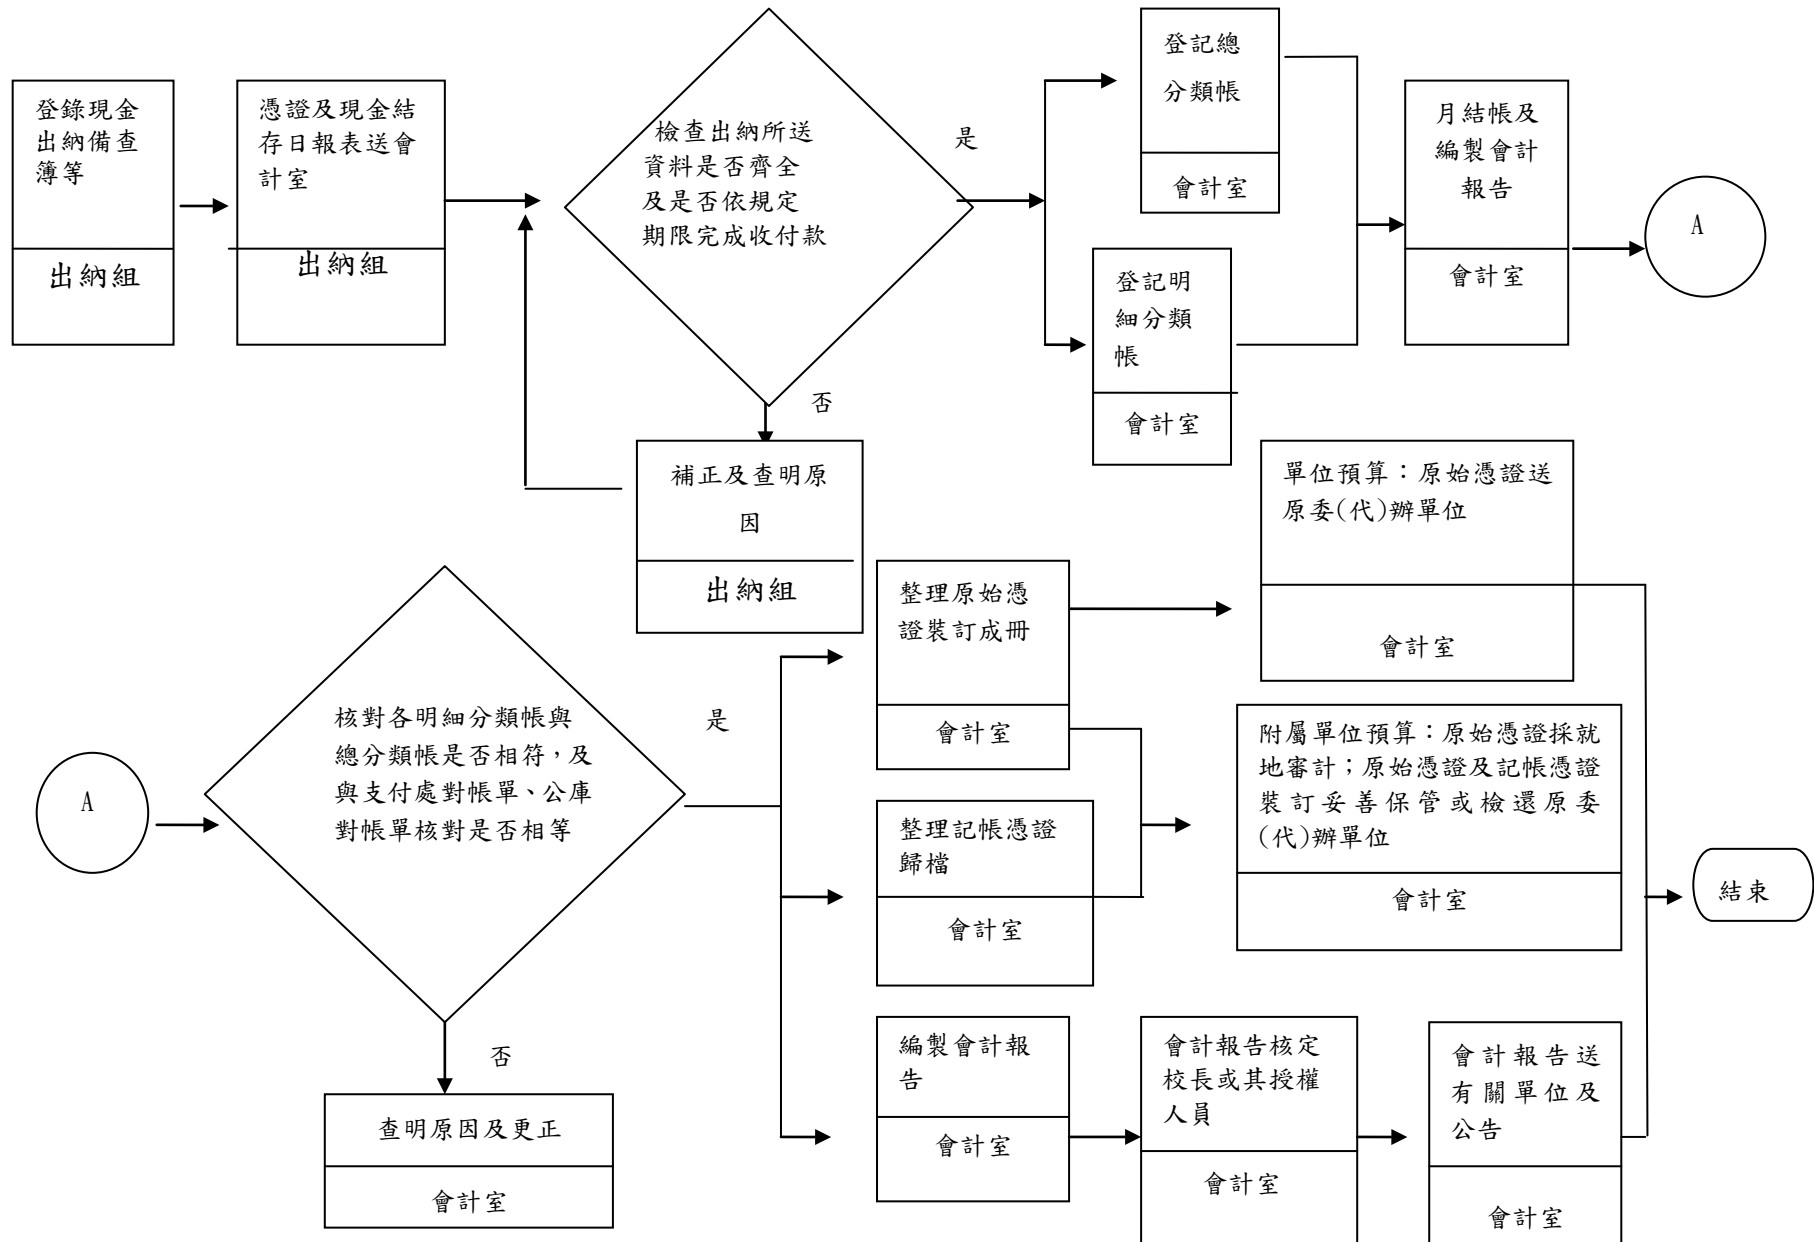 登錄現金
出納備查
簿等
出納組
憑證及現金結
存日報表送會
計室
出納組
檢查出納所送
資料是否齊全
及是否依規定
期限完成收付款
是
否
補正及查明原
因
出納組
登記總
分類帳
會計室
登記明
細分類
帳
會計室
月結帳及
編製會計
報告
會計室
A
A
核對各明細分類帳與
總分類帳是否相符，及
與支付處對帳單、公庫
對帳單核對是否相等
是
否
查明原因及更正
會計室
整理原始憑
證裝訂成冊
會計室
整理記帳憑證
歸檔
會計室
編製會計報
告
會計室
單位預算：原始憑證送
原委(代)辦單位
會計室
附屬單位預算：原始憑證採就
地審計；原始憑證及記帳憑證
裝訂妥善保管或檢還原委
(代)辦單位
會計室
會計報告核定
校長或其授權
人員
會計室
會計報告送
有關單位及
公告
會計室
結束